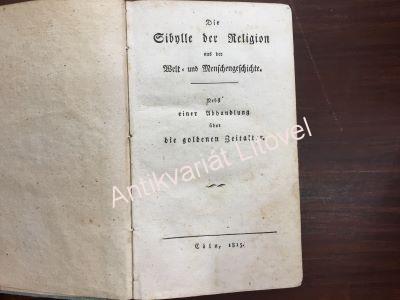 Die
Sibylle der Religion
aus der
Welt- und Menschengeschichte.
Nebst
einer Abhandlung
über
die goldenen Zeitalter.
Antikvariát Litovel
Cöln, 1813.